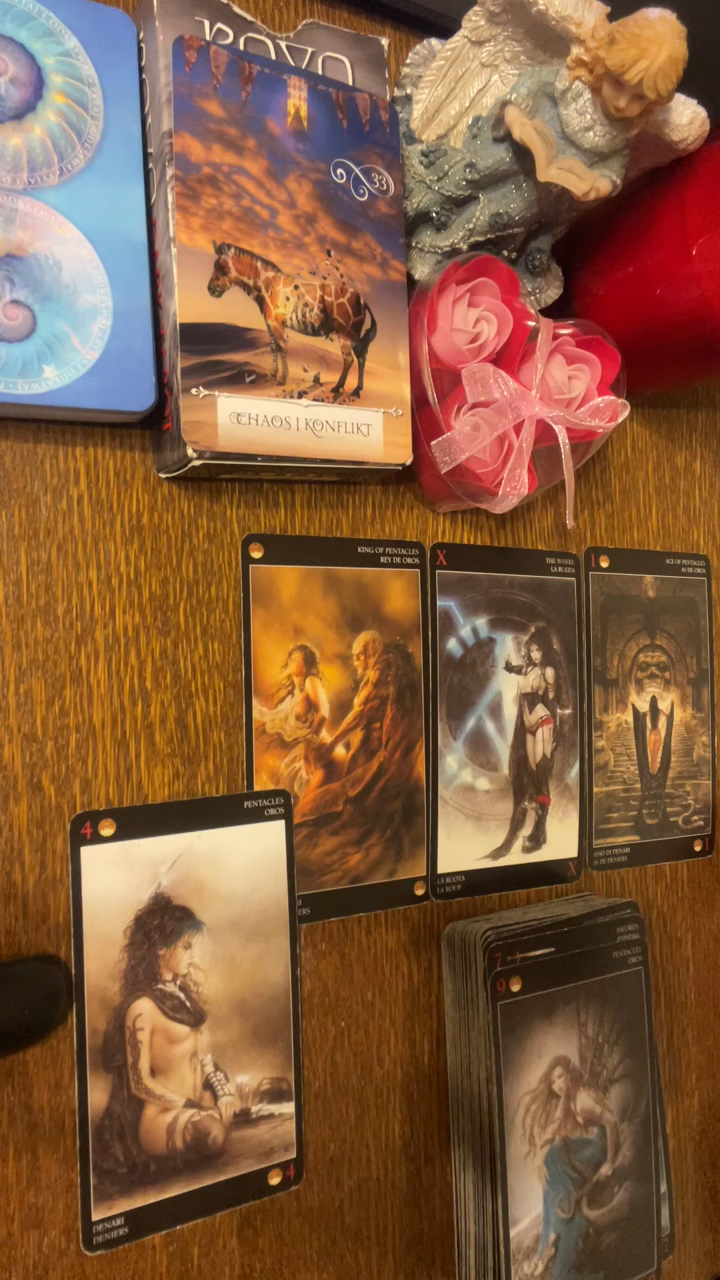 ROYO
33
CHAOS I KONFLIKT
KING OF PENTACLES
REY DE OROS
X
THE WHEEL
LA RUEDA
LA RUOTA
LA ROUE
X
1
ACE OF PENTACLES
AS DE OROS
ASSO DI DENARI
AS DE DENIERS
1
4
PENTACLES
OROS
DENARI
DENIERS
4
7
SWORDS
ESPADAS
9
PENTACLES
OROS